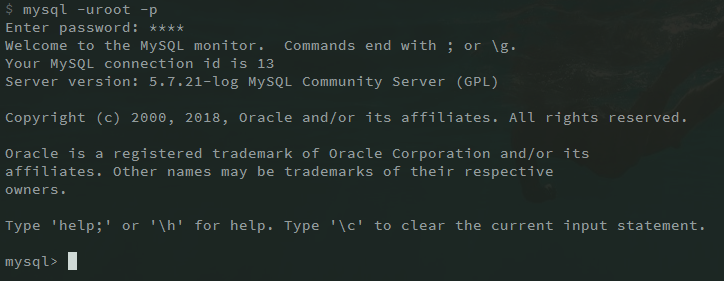 $ mysql -uroot -p
Enter password: ****
Welcome to the MySQL monitor.  Commands end with ; or \g.
Your MySQL connection id is 13
Server version: 5.7.21-log MySQL Community Server (GPL)
Copyright (c) 2000, 2018, Oracle and/or its affiliates. All rights reserved.
Oracle is a registered trademark of Oracle Corporation and/or its
affiliates. Other names may be trademarks of their respective
owners.
Type 'help;' or '\h' for help. Type '\c' to clear the current input statement.
mysql>